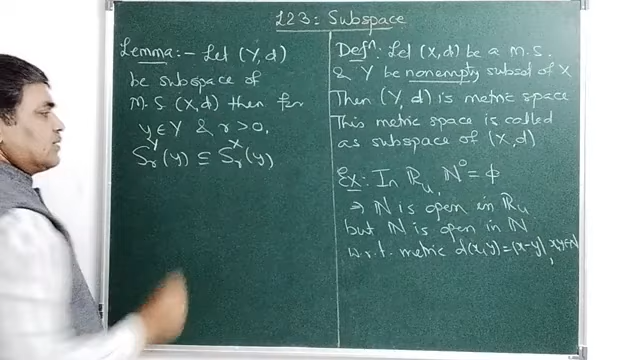 L23: Subspace
Lemma:- Let (Y, d)
be subspace of
M.S (X,d) then for
y ∈ Y & r > 0.
S_r^Y (y) ⊆ S_r^X (y)
Defⁿ: Let (X,d) be a M.S.
& Y be nonempty subset of X
Then (Y, d) is metric space
This metric space is called
as subspace of (X,d)
Ex: In ℝ_u, ℕ° = ϕ
⇒ ℕ is open in ℝ_u
but ℕ is open in ℕ
w.r.t. metric d(x,y)=|x-y|, x,y∈ℕ